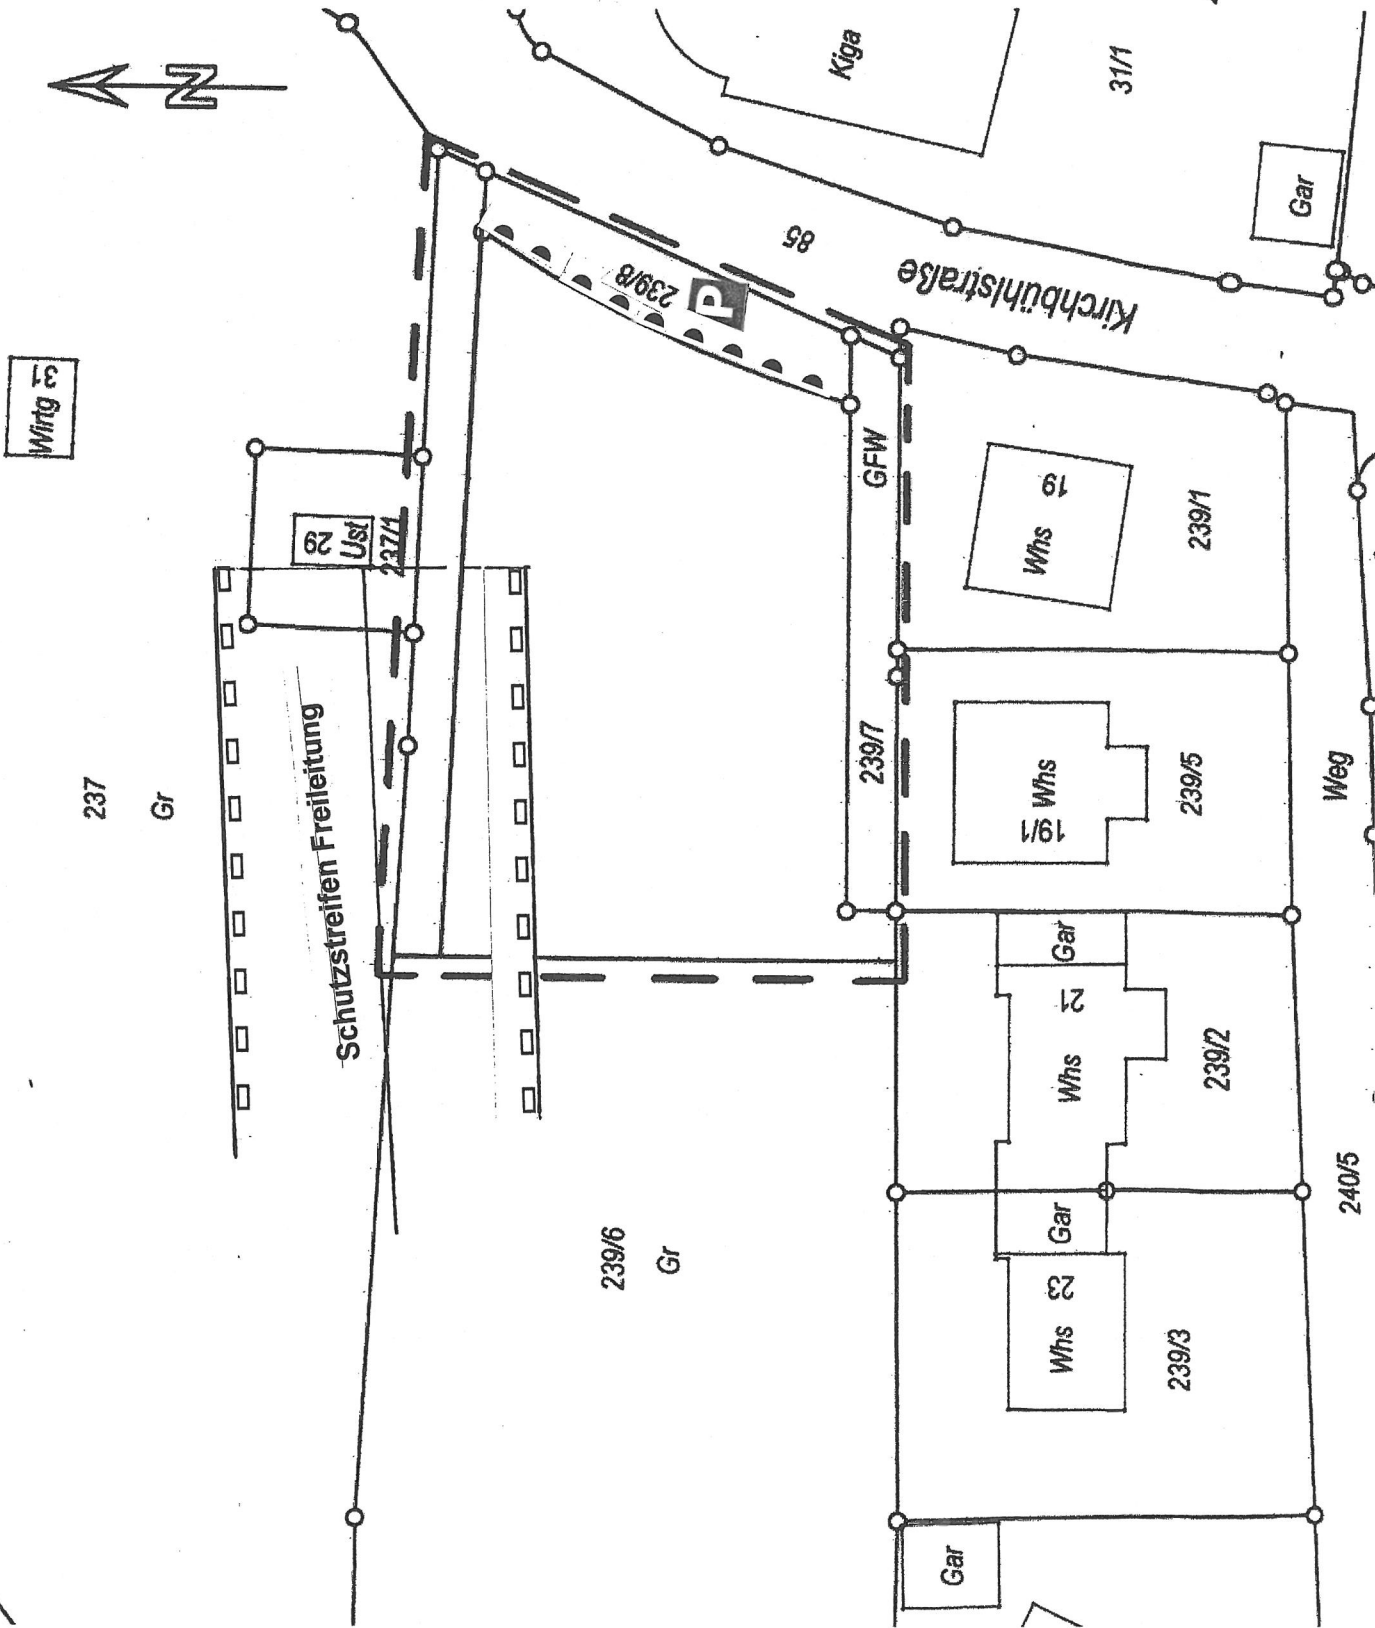 N
Kiga
31/1
Gar
85
Kirchbühlstraße
239/8
P
Wirtg 31
29
Ust
237/1
GFW
19
Whs
239/1
237
Gr
Schutzstreifen Freileitung
239/7
Whs
19/1
239/5
Weg
Gar
21
Whs
239/2
240/5
239/6
Gr
Gar
23
Whs
239/3
Gar